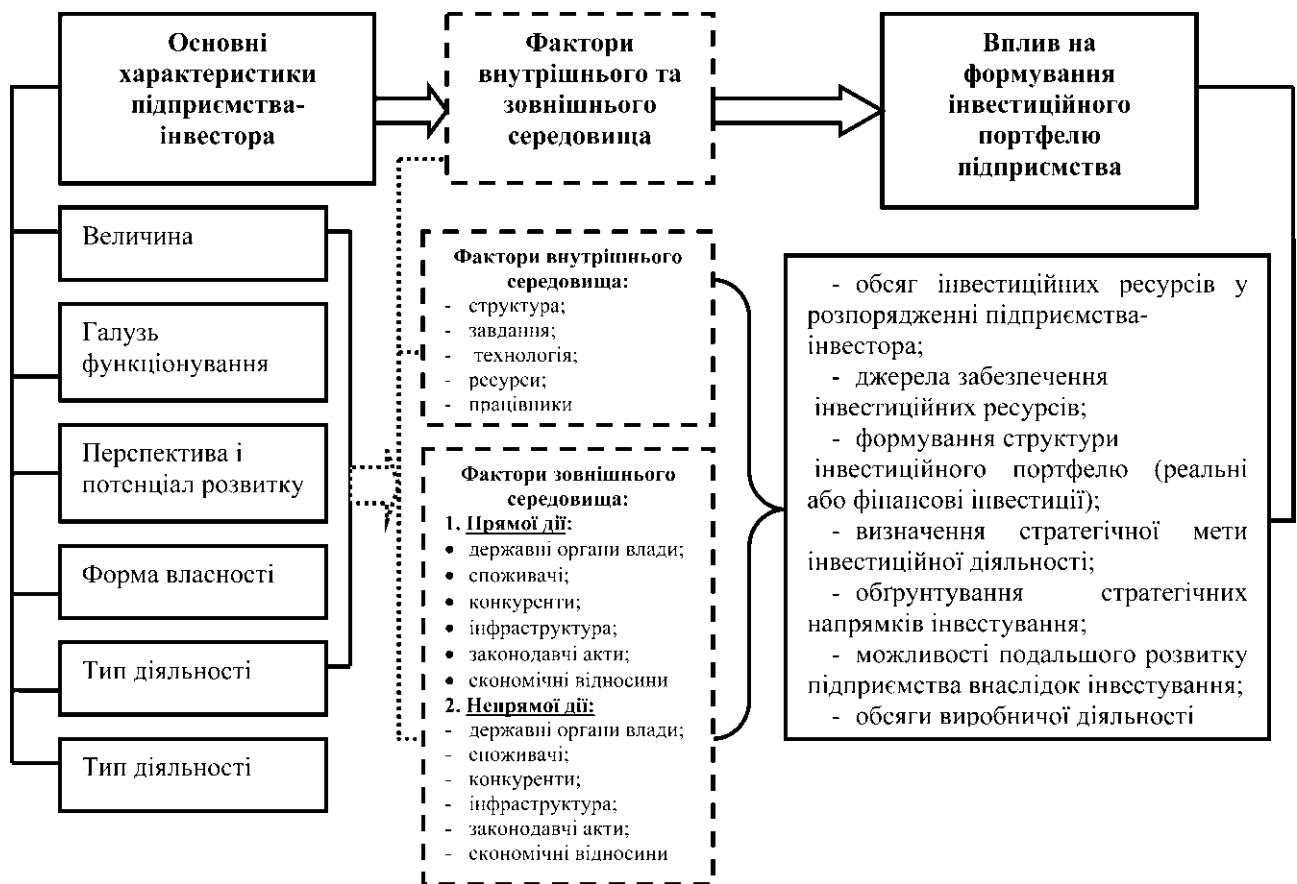 Основні
характеристики
підприємства-
інвестора
Фактори
внутрішнього та
зовнішнього
середовища
Вплив на
формування
інвестиційного
портфелю
підприємства
Величина
Галузь
функціонування
Перспектива і
потенціал розвитку
Форма власності
Тип діяльності
Тип діяльності
Фактори внутрішнього
середовища:
- структура;
- завдання;
- технологія;
- ресурси;
- працівники
Фактори зовнішнього
середовища:
1. Прямої дії:
• державні органи влади;
• споживачі;
• конкуренти;
• інфраструктура;
• законодавчі акти;
• економічні відносини
2. Непрямої дії:
- державні органи влади;
- споживачі;
- конкуренти;
- інфраструктура;
- законодавчі акти;
- економічні відносини
- обсяг інвестиційних ресурсів у
розпорядженні підприємства-
інвестора;
- джерела забезпечення
інвестиційних ресурсів;
- формування структури
інвестиційного портфелю (реальні
або фінансові інвестиції);
- визначення стратегічної мети
інвестиційної діяльності;
- обґрунтування стратегічних
напрямків інвестування;
- можливості подальшого розвитку
підприємства внаслідок інвестування;
- обсяги виробничої діяльності